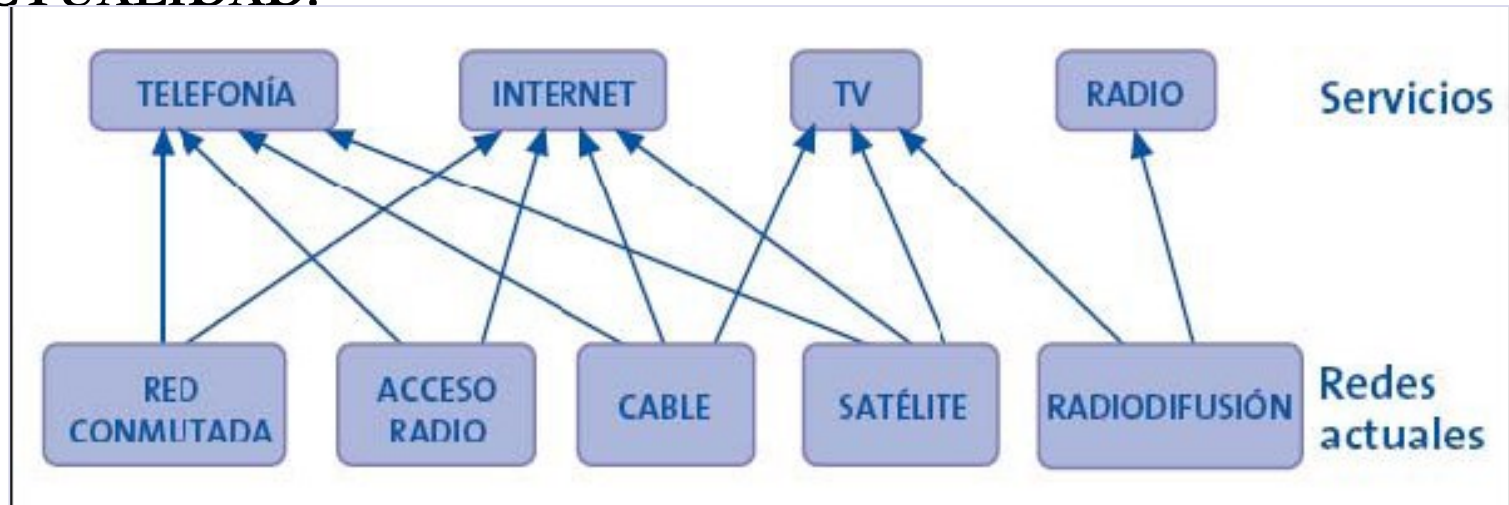 TELEFONÍA INTERNET TV RADIO Servicios
RED CONMUTADA
ACCESO RADIO
CABLE
SATÉLITE
RADIODIFUSIÓN
Redes
actuales